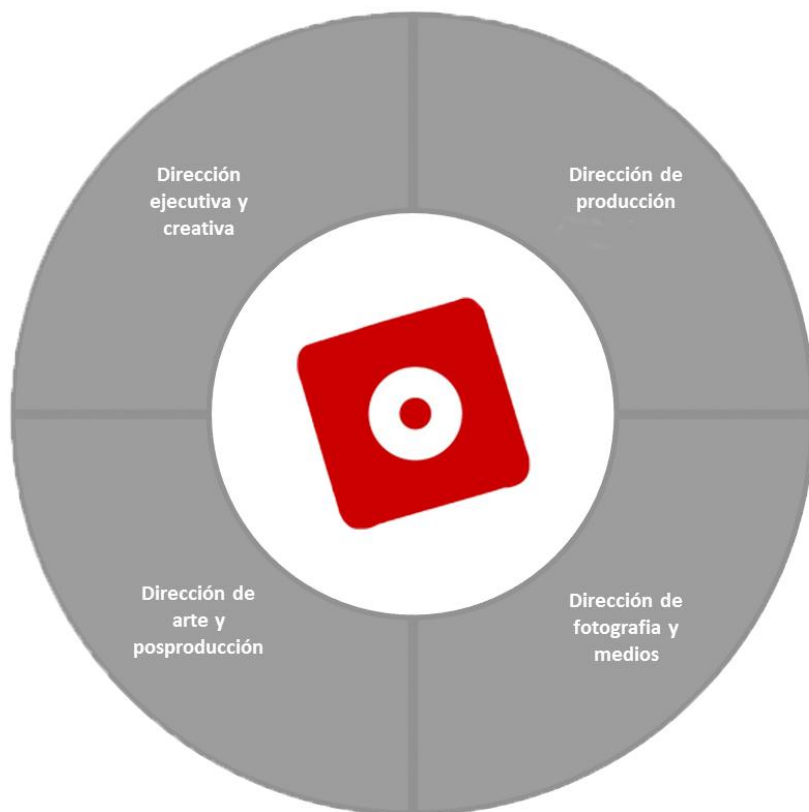 Dirección
ejecutiva y
creativa
Dirección de
producción
Dirección de
arte y
posproducción
Dirección de
fotografia y
medios